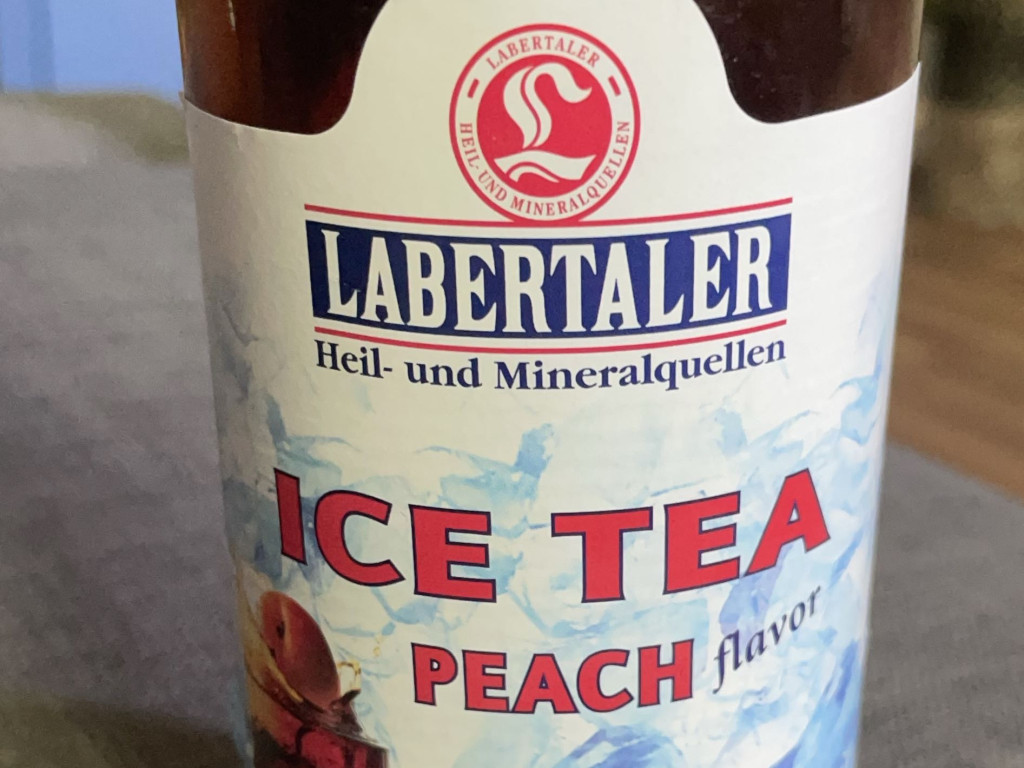 LABERTALER
HEIL- UND MINERALQUELLEN
LABERTALER
Heil- und Mineralquellen
ICE TEA
PEACH flavor